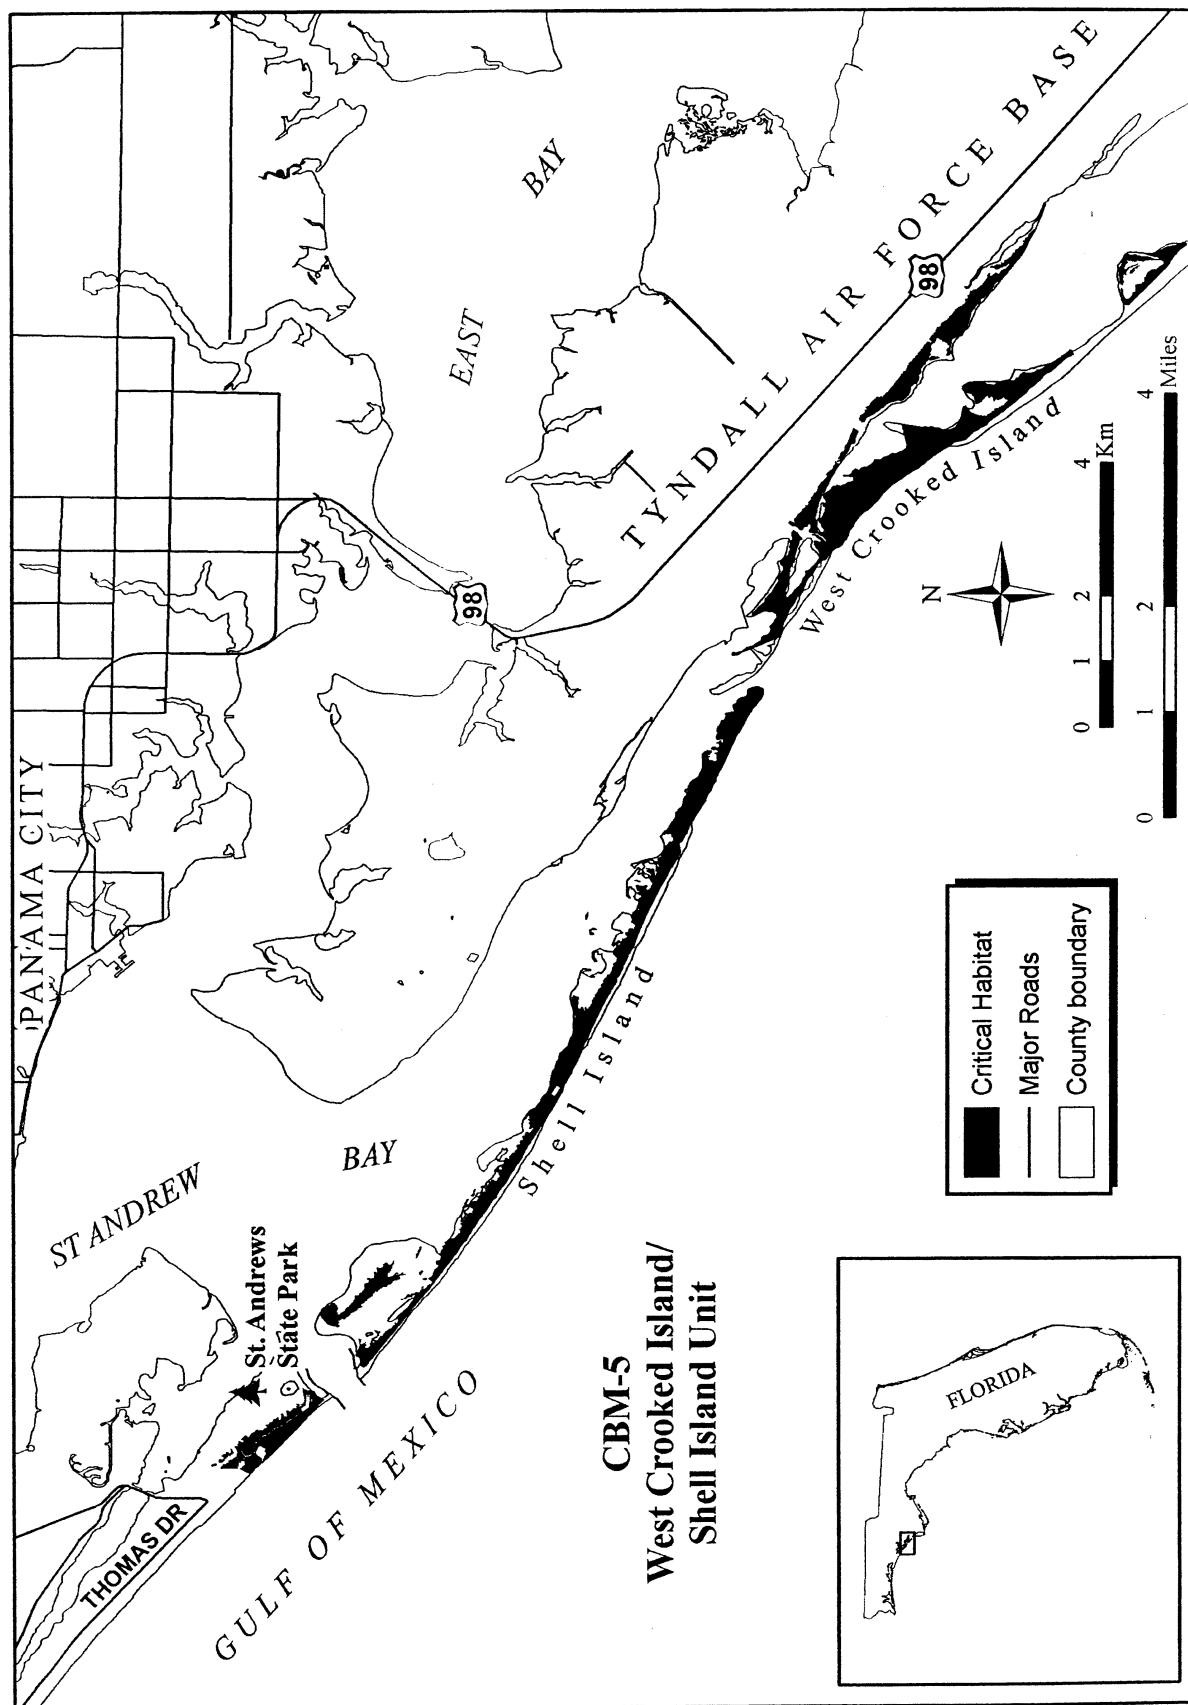 PANAMA CITY
EAST
BAY
ST ANDREW
BAY
98
TYNDALL AIR FORCE BASE
98
THOMAS DR
St. Andrews
State Park
Shell Island
West Crooked Island
GULF OF MEXICO
CBM-5
West Crooked Island/
Shell Island Unit
N
FLORIDA
Critical Habitat
Major Roads
County boundary
0 1 2 4 Km
0 1 2 4 Miles